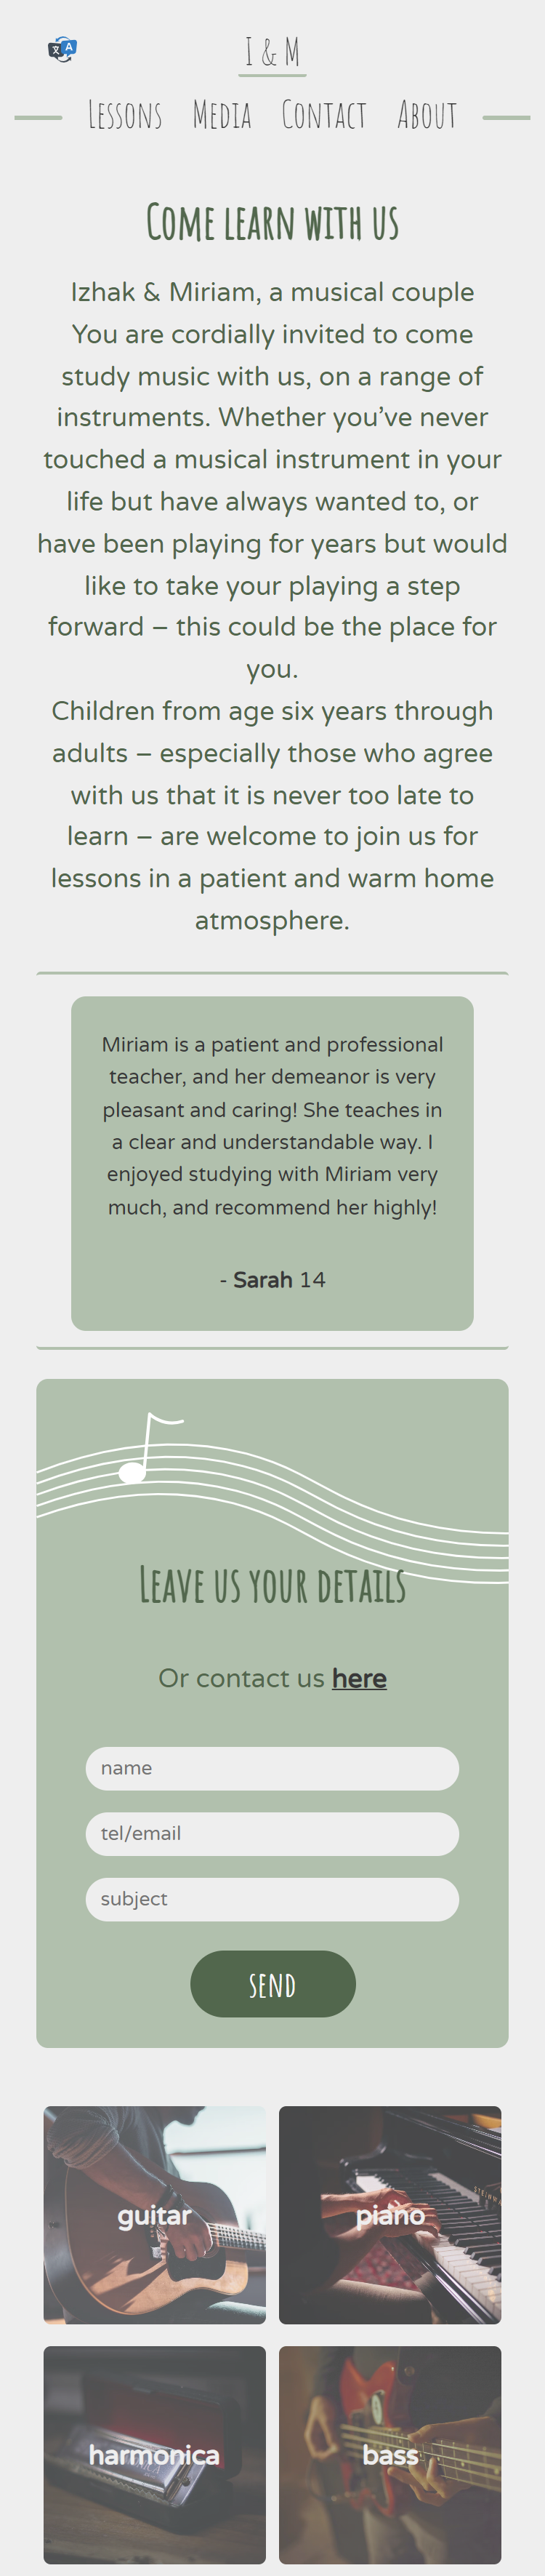 文 A
I & M
Lessons Media Contact About
Come learn with us
Izhak & Miriam, a musical couple
You are cordially invited to come
study music with us, on a range of
instruments. Whether you’ve never
touched a musical instrument in your
life but have always wanted to, or
have been playing for years but would
like to take your playing a step
forward – this could be the place for
you.
Children from age six years through
adults – especially those who agree
with us that it is never too late to
learn – are welcome to join us for
lessons in a patient and warm home
atmosphere.
Miriam is a patient and professional
teacher, and her demeanor is very
pleasant and caring! She teaches in
a clear and understandable way. I
enjoyed studying with Miriam very
much, and recommend her highly!
- Sarah 14
Leave us your details
Or contact us here
name
tel/email
subject
send
guitar
piano
harmonica
bass